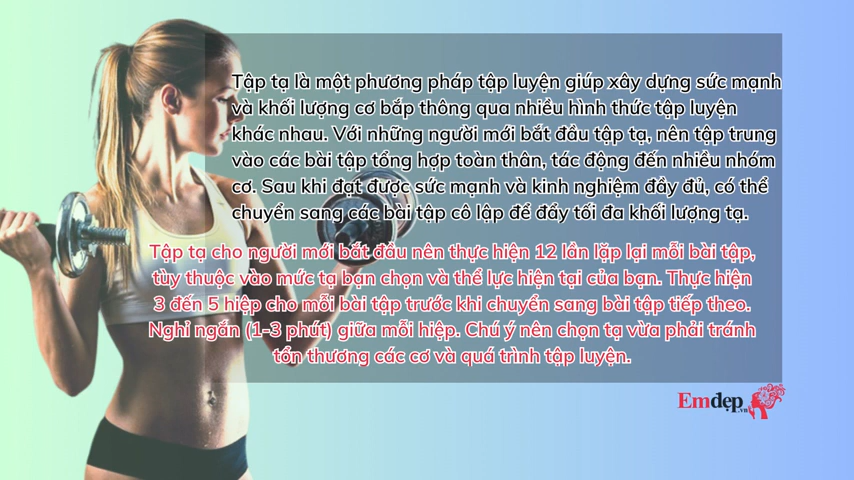 Tập tạ là một phương pháp tập luyện giúp xây dựng sức mạnh
và khối lượng cơ bắp thông qua nhiều hình thức tập luyện
khác nhau. Với những người mới bắt đầu tập tạ, nên tập trung
vào các bài tập tổng hợp toàn thân, tác động đến nhiều nhóm
cơ. Sau khi đạt được sức mạnh và kinh nghiệm đầy đủ, có thể
chuyển sang các bài tập cô lập để đẩy tối đa khối lượng tạ.
Tập tạ cho người mới bắt đầu nên thực hiện 12 lần lặp lại mỗi bài tập,
tùy thuộc vào mức tạ bạn chọn và thể lực hiện tại của bạn. Thực hiện
3 đến 5 hiệp cho mỗi bài tập trước khi chuyển sang bài tập tiếp theo.
Nghỉ ngắn (1-3 phút) giữa mỗi hiệp. Chú ý nên chọn tạ vừa phải tránh
tổn thương các cơ và quá trình tập luyện.
Emdẹp.vn